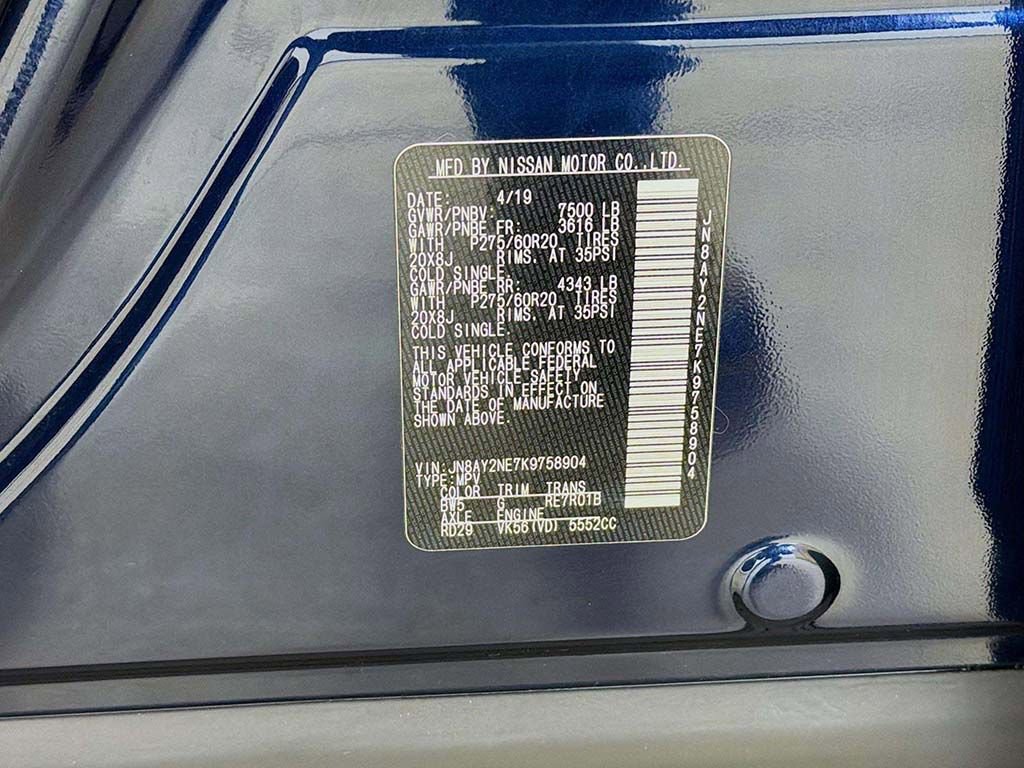 MFD BY NISSAN MOTOR CO.,LTD.
DATE: 4/19
GVWR/PNBV: 7500 LB
GAWR/PNBE FR: 3616 LB
WITH P275/60R20 TIRES
20X8J RIMS. AT 35PSI
COLD SINGLE.
GAWR/PNBE RR: 4343 LB
WITH P275/60R20 TIRES
20X8J RIMS. AT 35PSI
COLD SINGLE.
THIS VEHICLE CONFORMS TO
ALL APPLICABLE FEDERAL
MOTOR VEHICLE SAFETY
STANDARDS IN EFFECT ON
THE DATE OF MANUFACTURE
SHOWN ABOVE.
VIN:JN8AY2NE7K9758904
TYPE:MPV
COLOR TRIM TRANS
BW5 G RE7R01B
AXLE ENGINE
RD29 VK56(VD) 5552CC
JN8AY2NE7K9758904